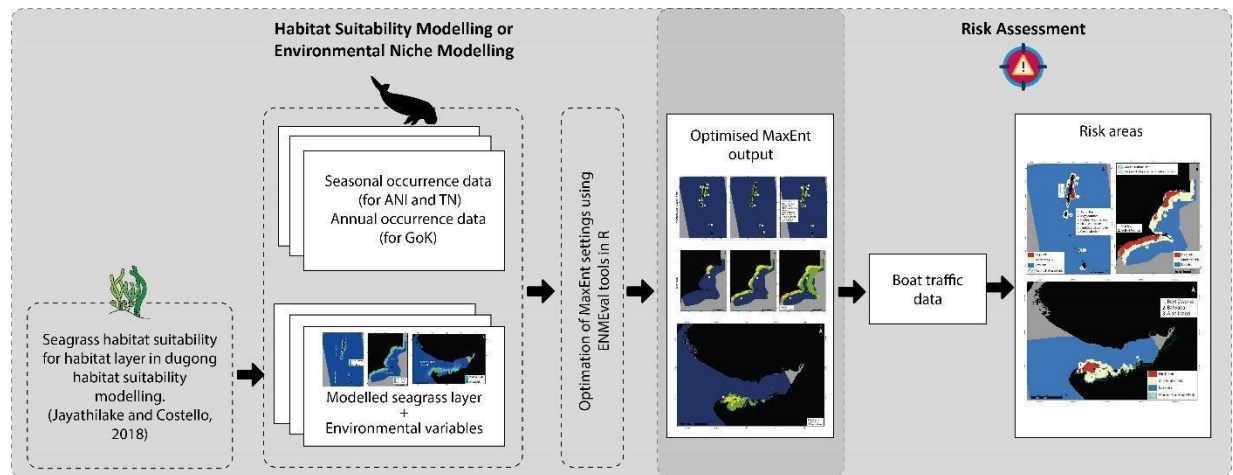 Habitat Suitability Modelling or
Environmental Niche Modelling
Risk Assessment
Seagrass habitat suitability
for habitat layer in dugong
habitat suitability
modelling.
(Jayathilake and Costello,
2018)
Seasonal occurrence data
(for ANI and TN)
Annual occurrence data
(for GoK)
Modelled seagrass layer
+
Environmental variables
Optimation of MaxEnt settings using
ENMEval tools in R
Optimised MaxEnt
output
Boat traffic
data
Risk areas